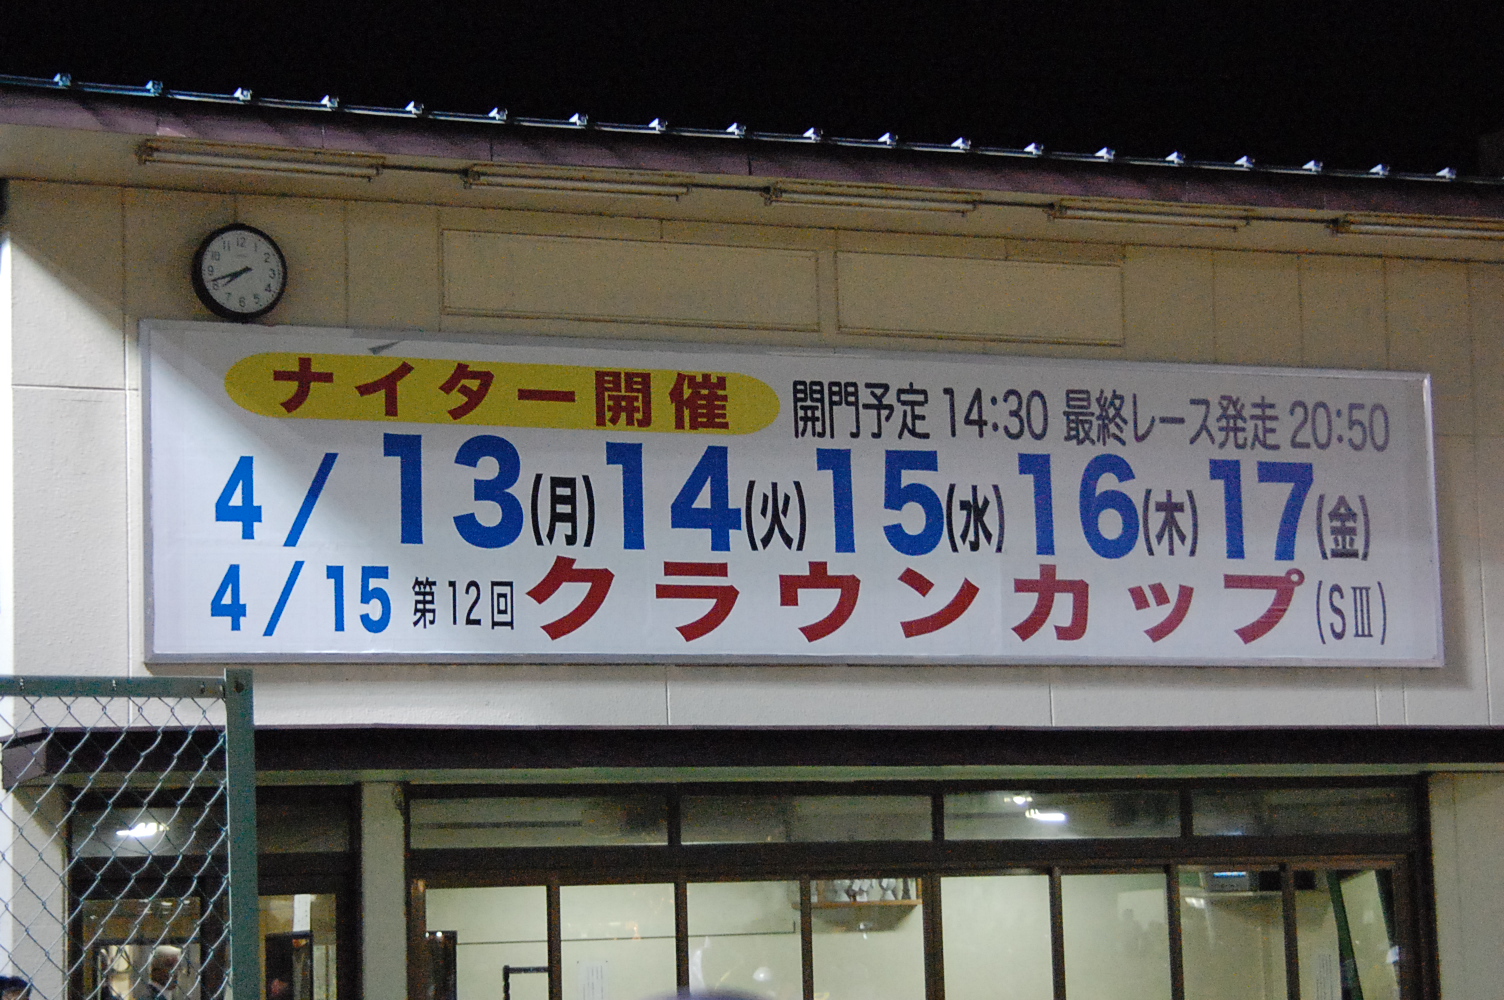 ナイター開催 開門予定 14:30 最終レース発走 20:50
4/13(月)14(火)15(水)16(木)17(金)
4/15 第12回 クラウンカップ(SⅢ)